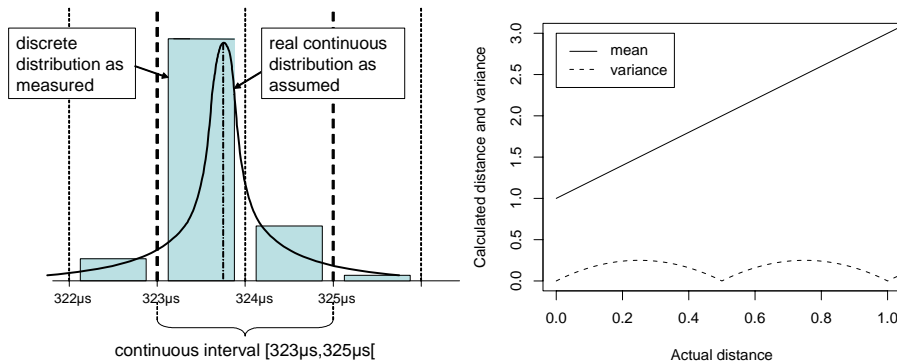 discrete
distribution as
measured
real continuous
distribution as
assumed
322µs
323µs
324µs
325µs
continuous interval [323µs,325µs[
mean
variance
Calculated distance and variance
3.0
2.5
2.0
1.5
1.0
0.5
0.0
0.0 0.2 0.4 0.6 0.8 1.0
Actual distance